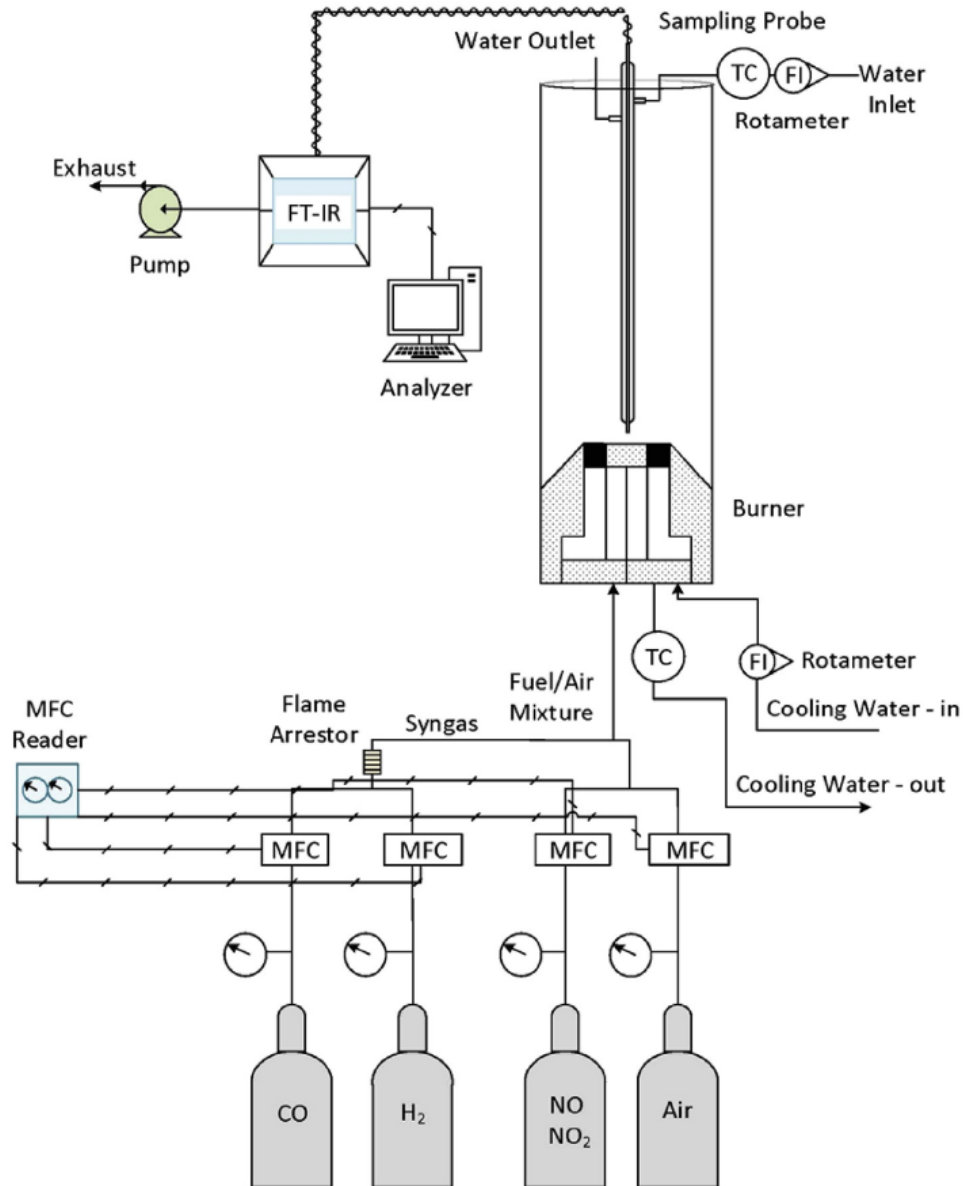 Sampling Probe
Water Outlet
TC
FI
Water
Inlet
Rotameter
Exhaust
FT-IR
Pump
Analyzer
Burner
TC
FI
Rotameter
Fuel/Air
Mixture
Cooling Water - in
Flame
Arrestor
Syngas
MFC
Reader
Cooling Water - out
MFC
MFC
MFC
MFC
CO
H₂
NO
NO₂
Air